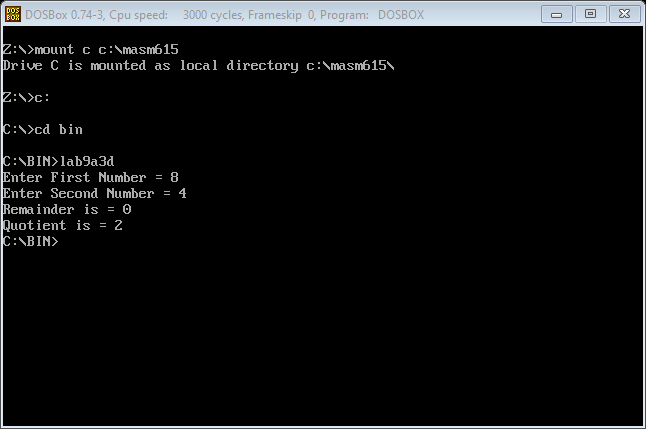 DOS
BOX
DOSBox 0.74-3, Cpu speed: 3000 cycles, Frameskip 0, Program: DOSBOX
Z:\>mount c c:\masm615
Drive C is mounted as local directory c:\masm615\
Z:\>c:
C:\>cd bin
C:\BIN>lab9a3d
Enter First Number = 8
Enter Second Number = 4
Remainder is = 0
Quotient is = 2
C:\BIN>